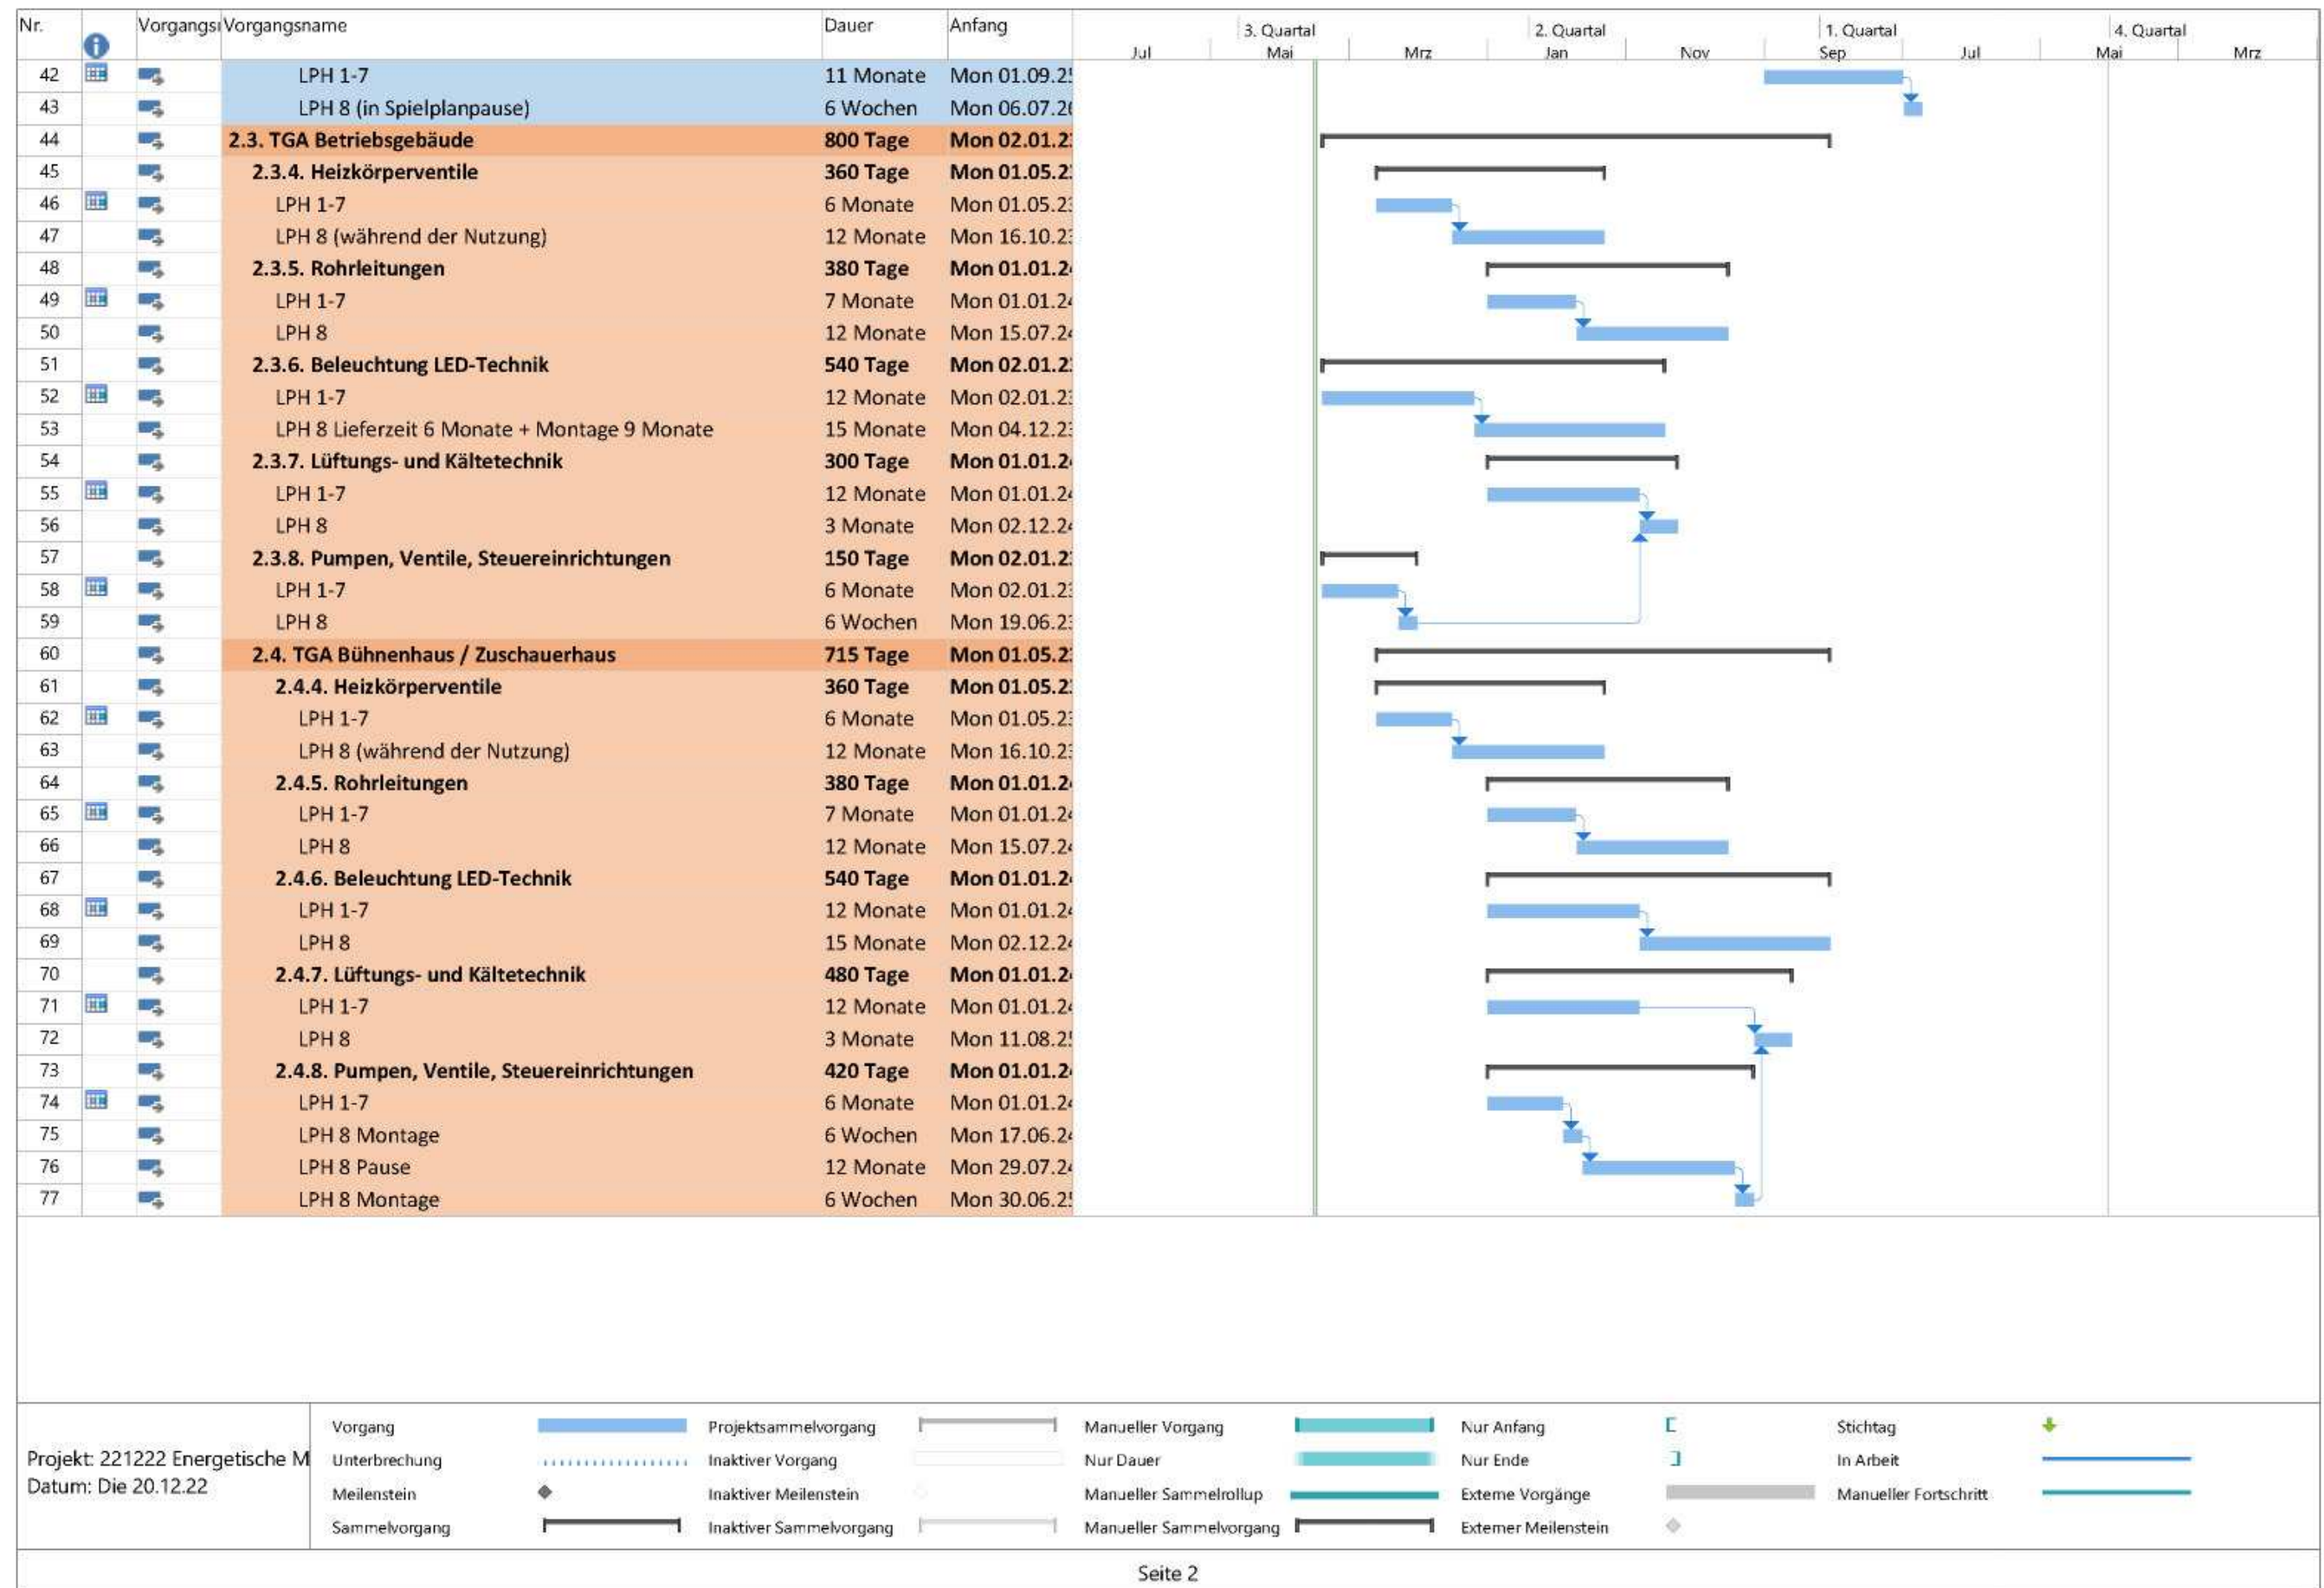 Nr. Vorgangsı Vorgangsname Dauer Anfang 3. Quartal 2. Quartal 1. Quartal 4. Quartal
Jul Mai Mrz Jan Nov Sep Jul Mai Mrz
42 LPH 1-7 11 Monate Mon 01.09.2
43 LPH 8 (in Spielplanpause) 6 Wochen Mon 06.07.2
44 2.3. TGA Betriebsgebäude 800 Tage Mon 02.01.2
45 2.3.4. Heizkörperventile 360 Tage Mon 01.05.2
46 LPH 1-7 6 Monate Mon 01.05.2
47 LPH 8 (während der Nutzung) 12 Monate Mon 16.10.2
48 2.3.5. Rohrleitungen 380 Tage Mon 01.01.2
49 LPH 1-7 7 Monate Mon 01.01.2
50 LPH 8 12 Monate Mon 15.07.2
51 2.3.6. Beleuchtung LED-Technik 540 Tage Mon 02.01.2
52 LPH 1-7 12 Monate Mon 02.01.2
53 LPH 8 Lieferzeit 6 Monate + Montage 9 Monate 15 Monate Mon 04.12.2
54 2.3.7. Lüftungs- und Kältetechnik 300 Tage Mon 01.01.2
55 LPH 1-7 12 Monate Mon 01.01.2
56 LPH 8 3 Monate Mon 02.12.2
57 2.3.8. Pumpen, Ventile, Steuereinrichtungen 150 Tage Mon 02.01.2
58 LPH 1-7 6 Monate Mon 02.01.2
59 LPH 8 6 Wochen Mon 19.06.2
60 2.4. TGA Bühnenhaus / Zuschauerhaus 715 Tage Mon 01.05.2
61 2.4.4. Heizkörperventile 360 Tage Mon 01.05.2
62 LPH 1-7 6 Monate Mon 01.05.2
63 LPH 8 (während der Nutzung) 12 Monate Mon 16.10.2
64 2.4.5. Rohrleitungen 380 Tage Mon 01.01.2
65 LPH 1-7 7 Monate Mon 01.01.2
66 LPH 8 12 Monate Mon 15.07.2
67 2.4.6. Beleuchtung LED-Technik 540 Tage Mon 01.01.2
68 LPH 1-7 12 Monate Mon 01.01.2
69 LPH 8 15 Monate Mon 02.12.2
70 2.4.7. Lüftungs- und Kältetechnik 480 Tage Mon 01.01.2
71 LPH 1-7 12 Monate Mon 01.01.2
72 LPH 8 3 Monate Mon 11.08.2
73 2.4.8. Pumpen, Ventile, Steuereinrichtungen 420 Tage Mon 01.01.2
74 LPH 1-7 6 Monate Mon 01.01.2
75 LPH 8 Montage 6 Wochen Mon 17.06.2
76 LPH 8 Pause 12 Monate Mon 29.07.2
77 LPH 8 Montage 6 Wochen Mon 30.06.2
Projekt: 221222 Energetische M
Datum: Die 20.12.22
Vorgang Projektsammelvorgang Manueller Vorgang Nur Anfang Stichtag
Unterbrechung Inaktiver Vorgang Nur Dauer Nur Ende In Arbeit
Meilenstein Inaktiver Meilenstein Manueller Sammelrollup Externe Vorgänge Manueller Fortschritt
Sammelvorgang Inaktiver Sammelvorgang Manueller Sammelvorgang Externer Meilenstein
Seite 2